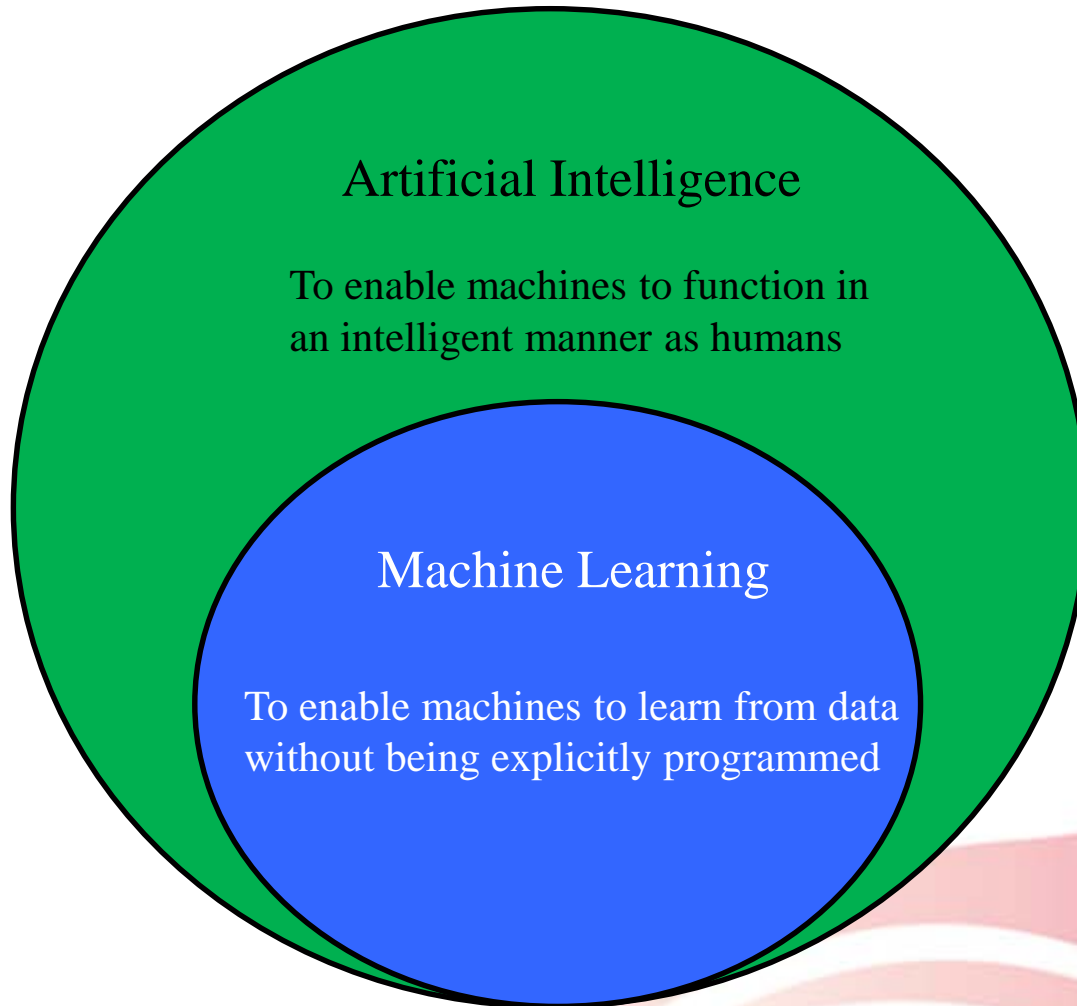 Artificial Intelligence
To enable machines to function in
an intelligent manner as humans
Machine Learning
To enable machines to learn from data
without being explicitly programmed